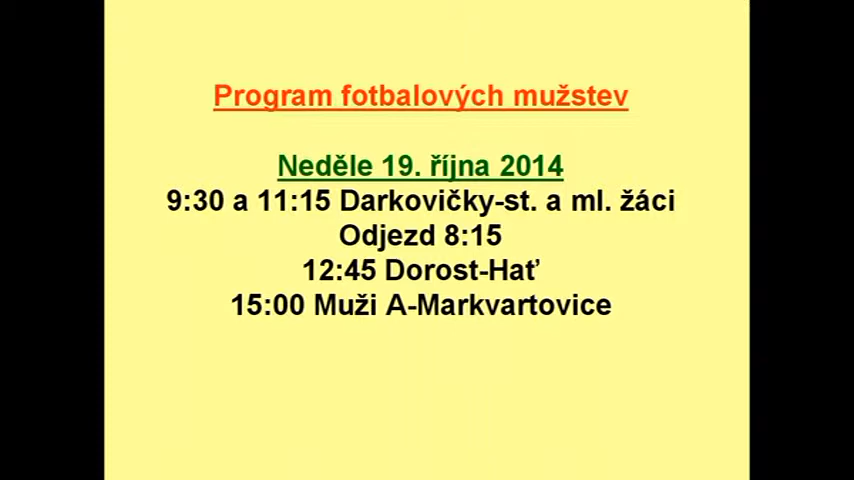 Program fotbalových mužstev
Neděle 19. října 2014
9:30 a 11:15 Darkovičky-st. a ml. žáci
Odjezd 8:15
12:45 Dorost-Hať
15:00 Muži A-Markvartovice